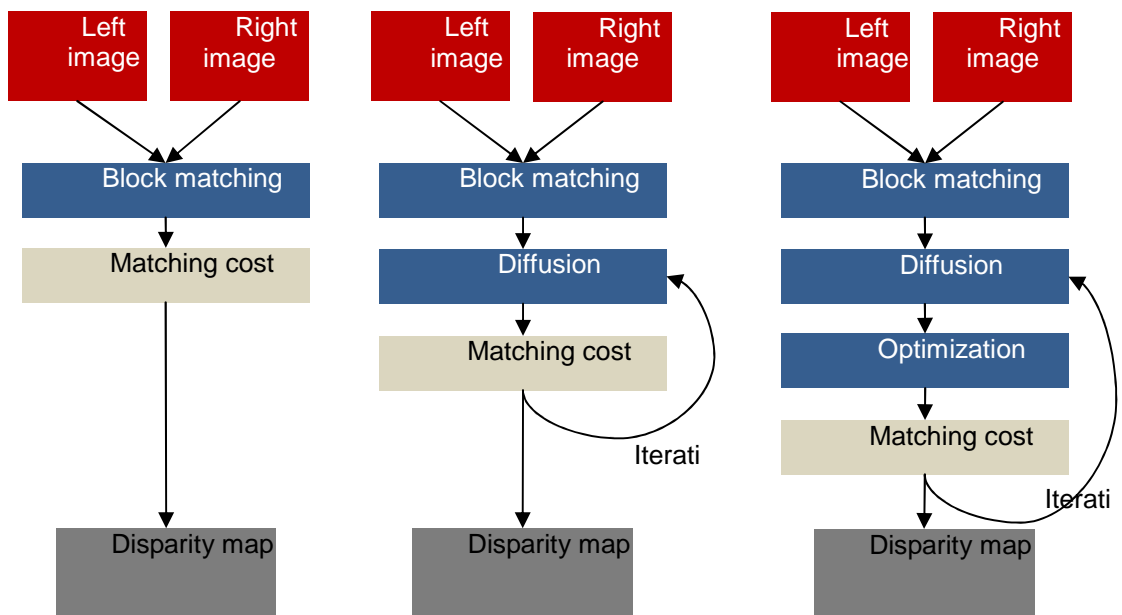 Left
image
Right
image
Block matching
Matching cost
Disparity map
Left
image
Right
image
Block matching
Diffusion
Matching cost
Iterati
Disparity map
Left
image
Right
image
Block matching
Diffusion
Optimization
Matching cost
Iterati
Disparity map